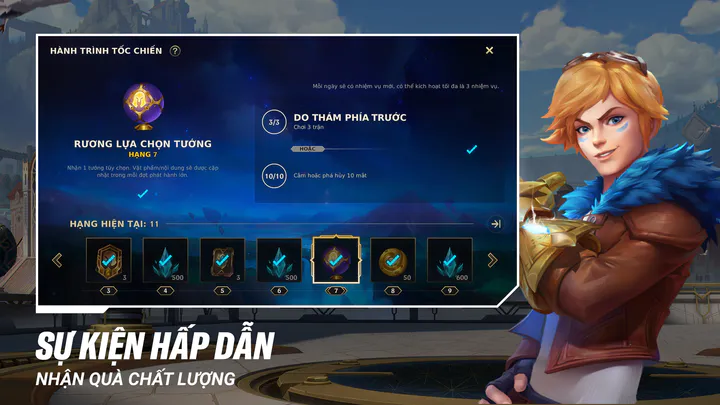 HÀNH TRÌNH TỐC CHIẾN ?
Mỗi ngày sẽ có nhiệm vụ mới, có thể kích hoạt tối đa là 3 nhiệm vụ.
RƯƠNG LỰA CHỌN TƯỚNG
HẠNG 7
Nhận 1 tướng tùy chọn. Vật phẩm/nội dung sẽ được cập
nhật trong mỗi đợt phát hành lớn.
3/3
DO THÁM PHÍA TRƯỚC
Chơi 3 trận
HOẶC
10/10
Cắm hoặc phá hủy 10 mắt
HẠNG HIỆN TẠI: 11
3 500 3 500 50 600
3 4 5 6 7 8 9
SỰ KIỆN HẤP DẪN
NHẬN QUÀ CHẤT LƯỢNG